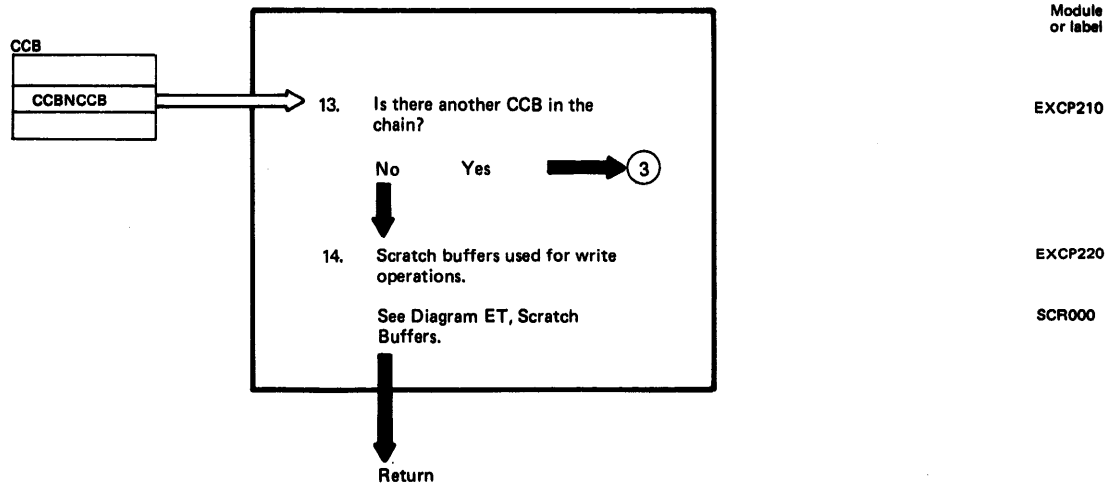 Module
or label
CCB
CCBNCCB
13. Is there another CCB in the
chain?
EXCP210
No Yes 3
14. Scratch buffers used for write
operations.
EXCP220
See Diagram ET, Scratch
Buffers.
SCR000
Return